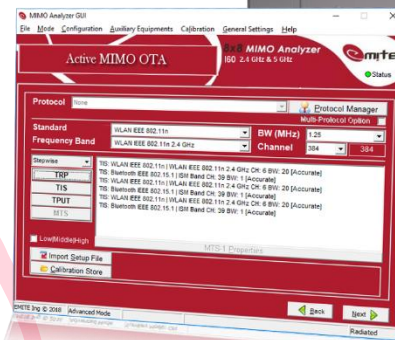 MIMO Analyzer GUI
File Mode Configuration Auxiliary Equipments Calibration General Settings Help
Active MIMO OTA
8x8 MIMO Analyzer
I60 2.4 GHz & 5 GHz
emite
Status
Protocol None
Protocol Manager
Multi-Protocol Option
Standard WLAN IEEE 802.11n BW (MHz) 1.25
Frequency Band WLAN IEEE 802.11n 2.4 GHz Channel 384 384
Stepwise
TRP
TIS
TPUT
MTS
TIS: WLAN IEEE 802.11n | WLAN IEEE 802.11n 2.4 GHz CH: 6 BW: 20 [Accurate]
TIS: Bluetooth IEEE 802.15.1 | ISM Band CH: 39 BW: 1 [Accurate]
TIS: WLAN IEEE 802.11n | WLAN IEEE 802.11n 2.4 GHz CH: 6 BW: 20 [Accurate]
TIS: Bluetooth IEEE 802.15.1 | ISM Band CH: 39 BW: 1 [Accurate]
TIS: WLAN IEEE 802.11n | WLAN IEEE 802.11n 2.4 GHz CH: 6 BW: 20 [Accurate]
TIS: Bluetooth IEEE 802.15.1 | ISM Band CH: 39 BW: 1 [Accurate]
Low|Middle|High
MTS-1 Properties
Import Setup File
Calibration Store
EMITE Ing © 2018 Advanced Mode
Back Next
Radiated